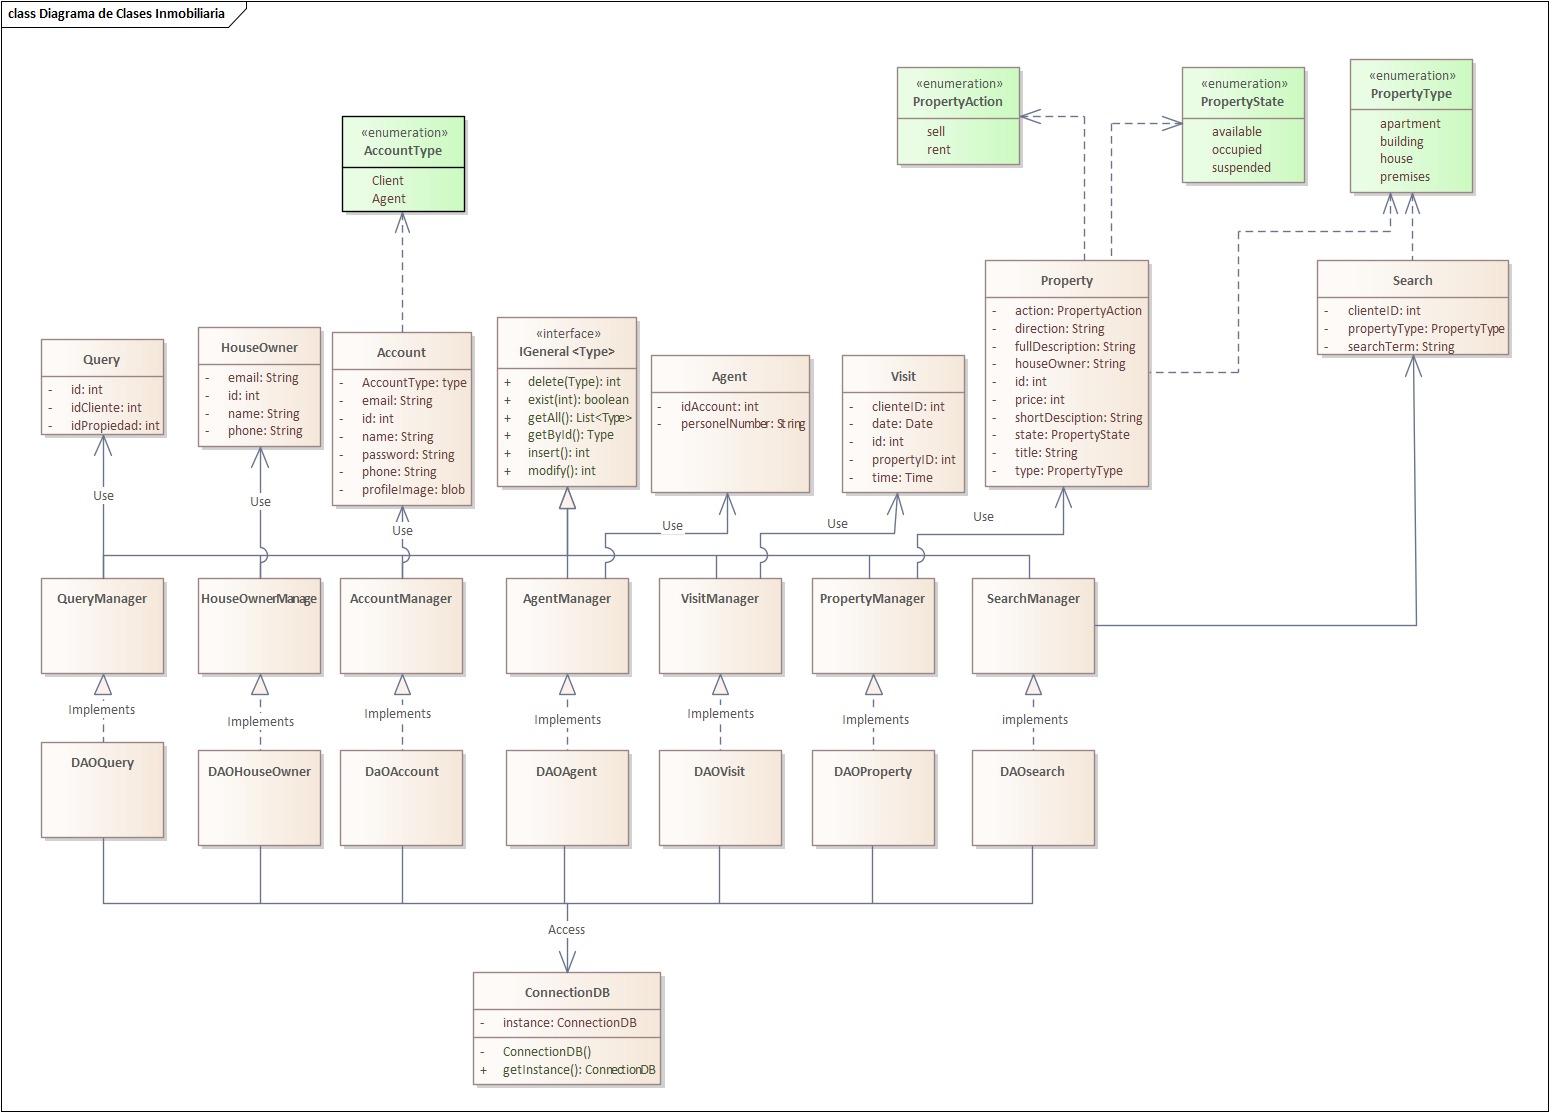 class Diagrama de Clases Inmobiliaria
«enumeration»
AccountType
Client
Agent
«enumeration»
PropertyAction
sell
rent
«enumeration»
PropertyState
available
occupied
suspended
«enumeration»
PropertyType
apartment
building
house
premises
Query
- id: int
- idCliente: int
- idPropiedad: int
HouseOwner
- email: String
- id: int
- name: String
- phone: String
Account
- AccountType: type
- email: String
- id: int
- name: String
- password: String
- phone: String
- profileImage: blob
«interface»
IGeneral <Type>
+ delete(Type): int
+ exist(int): boolean
+ getAll(): List<Type>
+ getById(): Type
+ insert(): int
+ modify(): int
Agent
- idAccount: int
- personelNumber: String
Visit
- clienteID: int
- date: Date
- id: int
- propertyID: int
- time: Time
Property
- action: PropertyAction
- direction: String
- fullDescription: String
- houseOwner: String
- id: int
- price: int
- shortDesciption: String
- state: PropertyState
- title: String
- type: PropertyType
Search
- clienteID: int
- propertyType: PropertyType
- searchTerm: String
Use
Use
Use
Use
Use
Use
QueryManager
HouseOwnerManage
AccountManager
AgentManager
VisitManager
PropertyManager
SearchManager
Implements
Implements
Implements
Implements
Implements
Implements
implements
DAOQuery
DAOHouseOwner
DaOAccount
DAOAgent
DAOVisit
DAOProperty
DAOsearch
Access
ConnectionDB
- instance: ConnectionDB
- ConnectionDB()
+ getInstance(): ConnectionDB